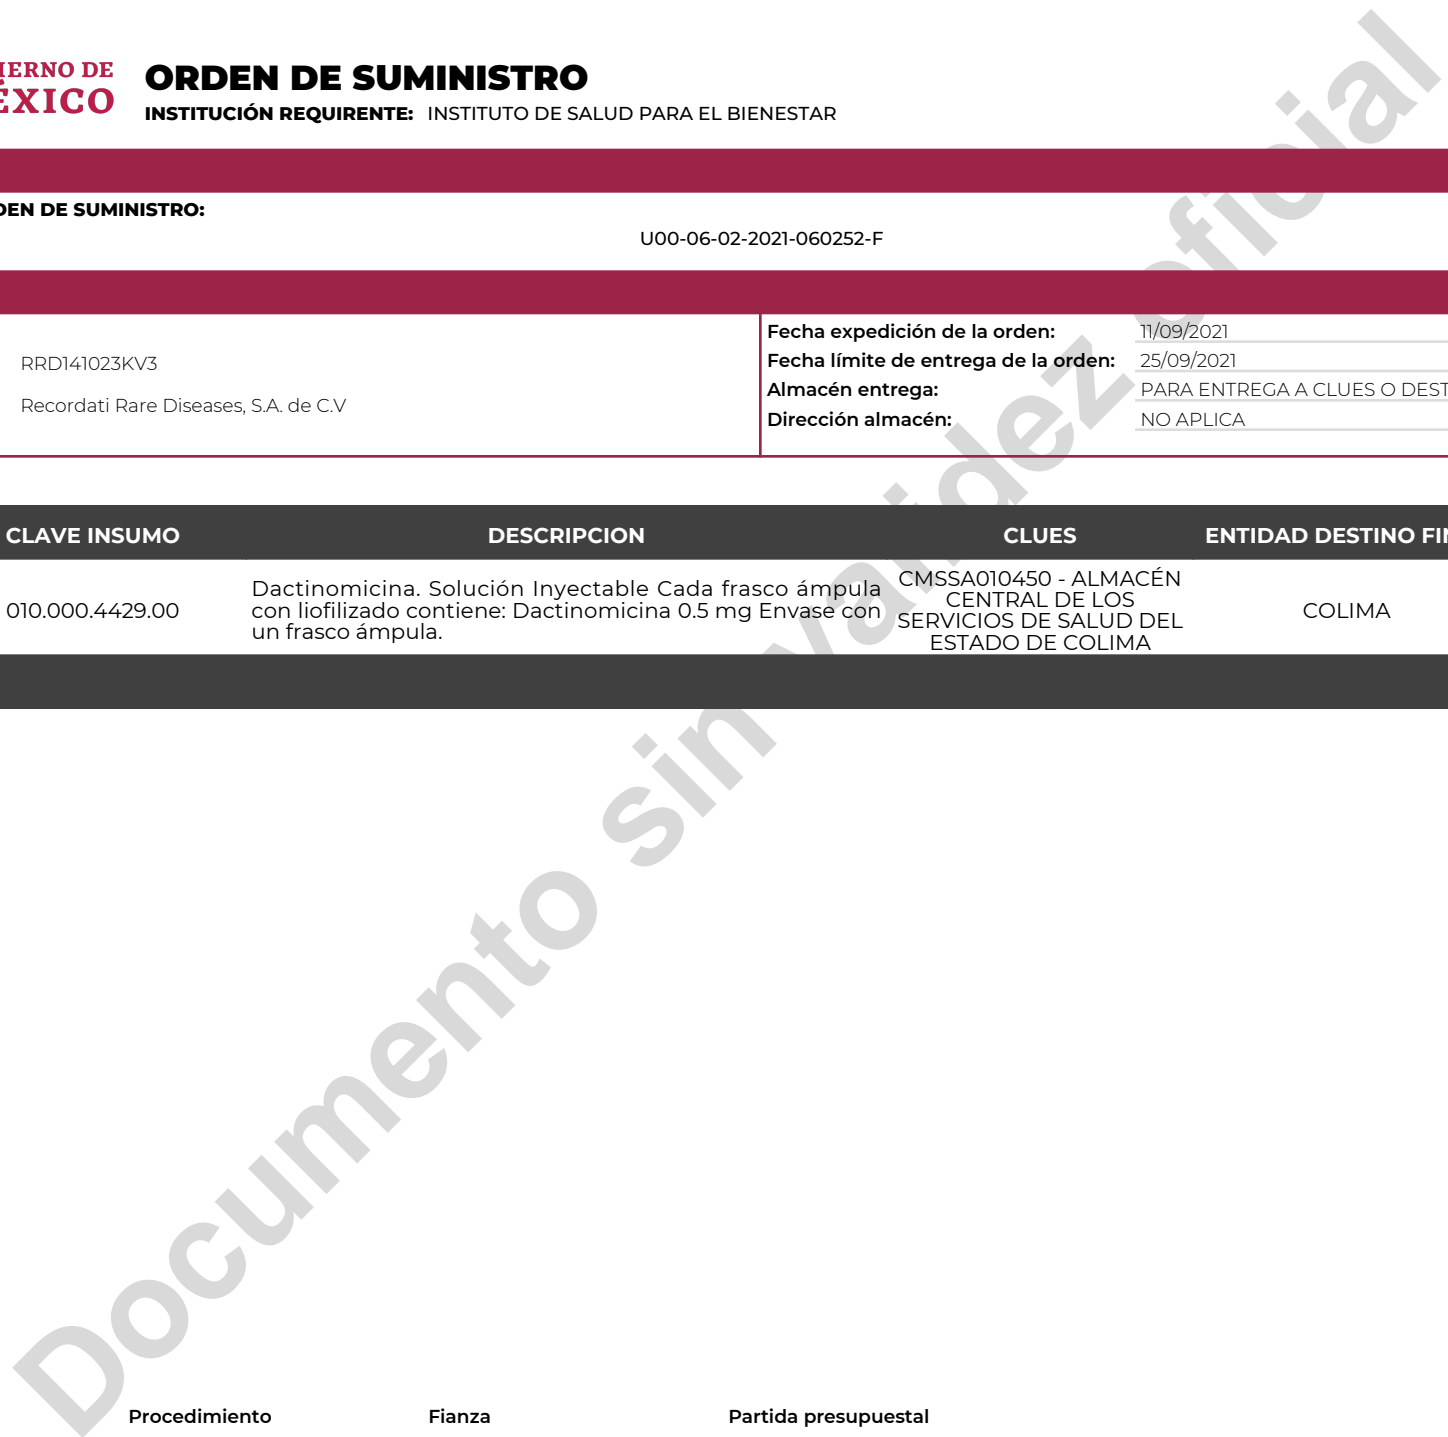 IERNO DE
ÉXICO
ORDEN DE SUMINISTRO
INSTITUCIÓN REQUIRENTE: INSTITUTO DE SALUD PARA EL BIENESTAR
DEN DE SUMINISTRO:
U00-06-02-2021-060252-F
RRD141023KV3
Recordati Rare Diseases, S.A. de C.V
Fecha expedición de la orden: 11/09/2021
Fecha límite de entrega de la orden: 25/09/2021
Almacén entrega: PARA ENTREGA A CLUES O DEST
Dirección almacén: NO APLICA
CLAVE INSUMO DESCRIPCION CLUES ENTIDAD DESTINO FIN
010.000.4429.00
Dactinomicina. Solución Inyectable Cada frasco ámpula
con liofilizado contiene: Dactinomicina 0.5 mg Envase con
un frasco ámpula.
CMSSA010450 - ALMACÉN
CENTRAL DE LOS
SERVICIOS DE SALUD DEL
ESTADO DE COLIMA
COLIMA
Documento sin validez oficial
Procedimiento Fianza Partida presupuestal